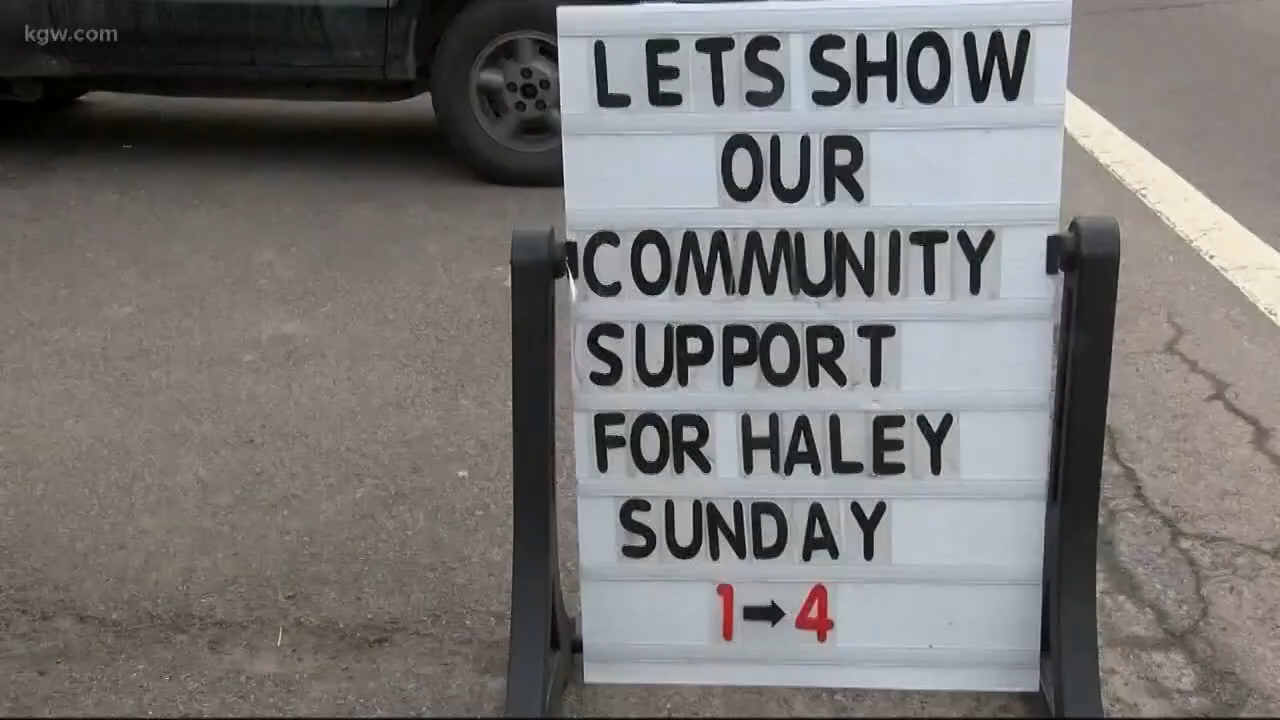 kgw.com
LETS SHOW
OUR
COMMUNITY
SUPPORT
FOR HALEY
SUNDAY
1→4